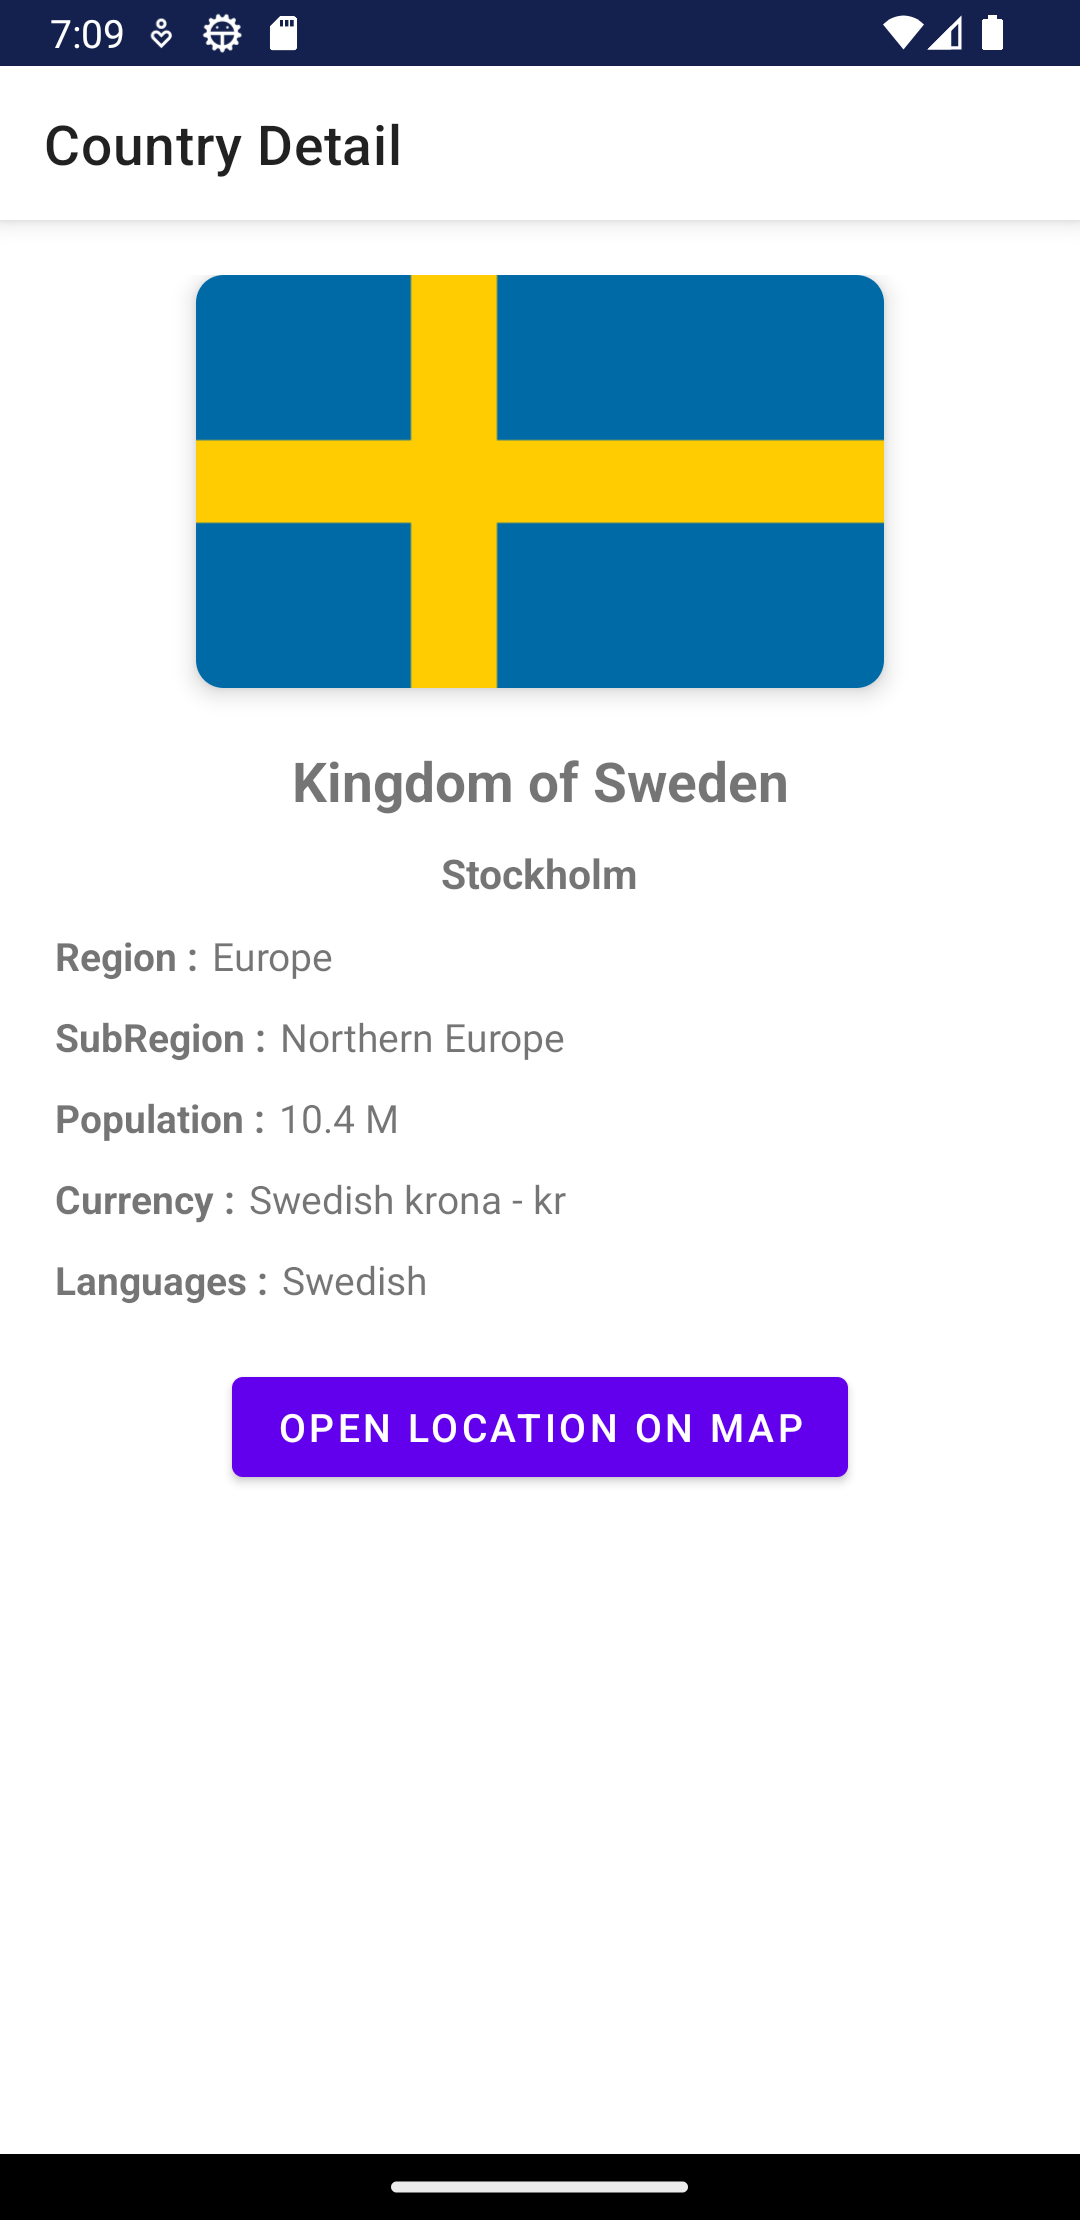 7:09
Country Detail
Kingdom of Sweden
Stockholm
Region : Europe
SubRegion : Northern Europe
Population : 10.4 M
Currency : Swedish krona - kr
Languages : Swedish
OPEN LOCATION ON MAP